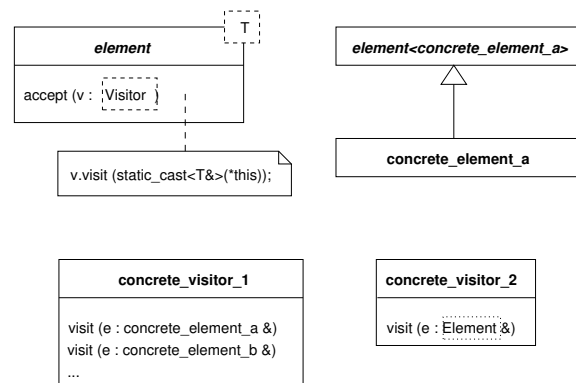 T
element
accept (v : Visitor )
v.visit (static_cast<T&>(*this));
element<concrete_element_a>
concrete_element_a
concrete_visitor_1
visit (e : concrete_element_a &)
visit (e : concrete_element_b &)
...
concrete_visitor_2
visit (e : Element &)